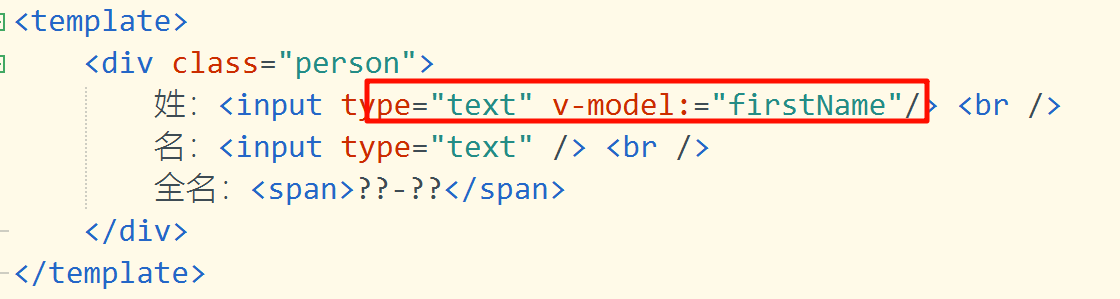 <template>
<div class="person">
姓：<input type="text" v-model:="firstName"/> <br />
名：<input type="text" /> <br />
全名：<span>??-??</span>
</div>
</template>